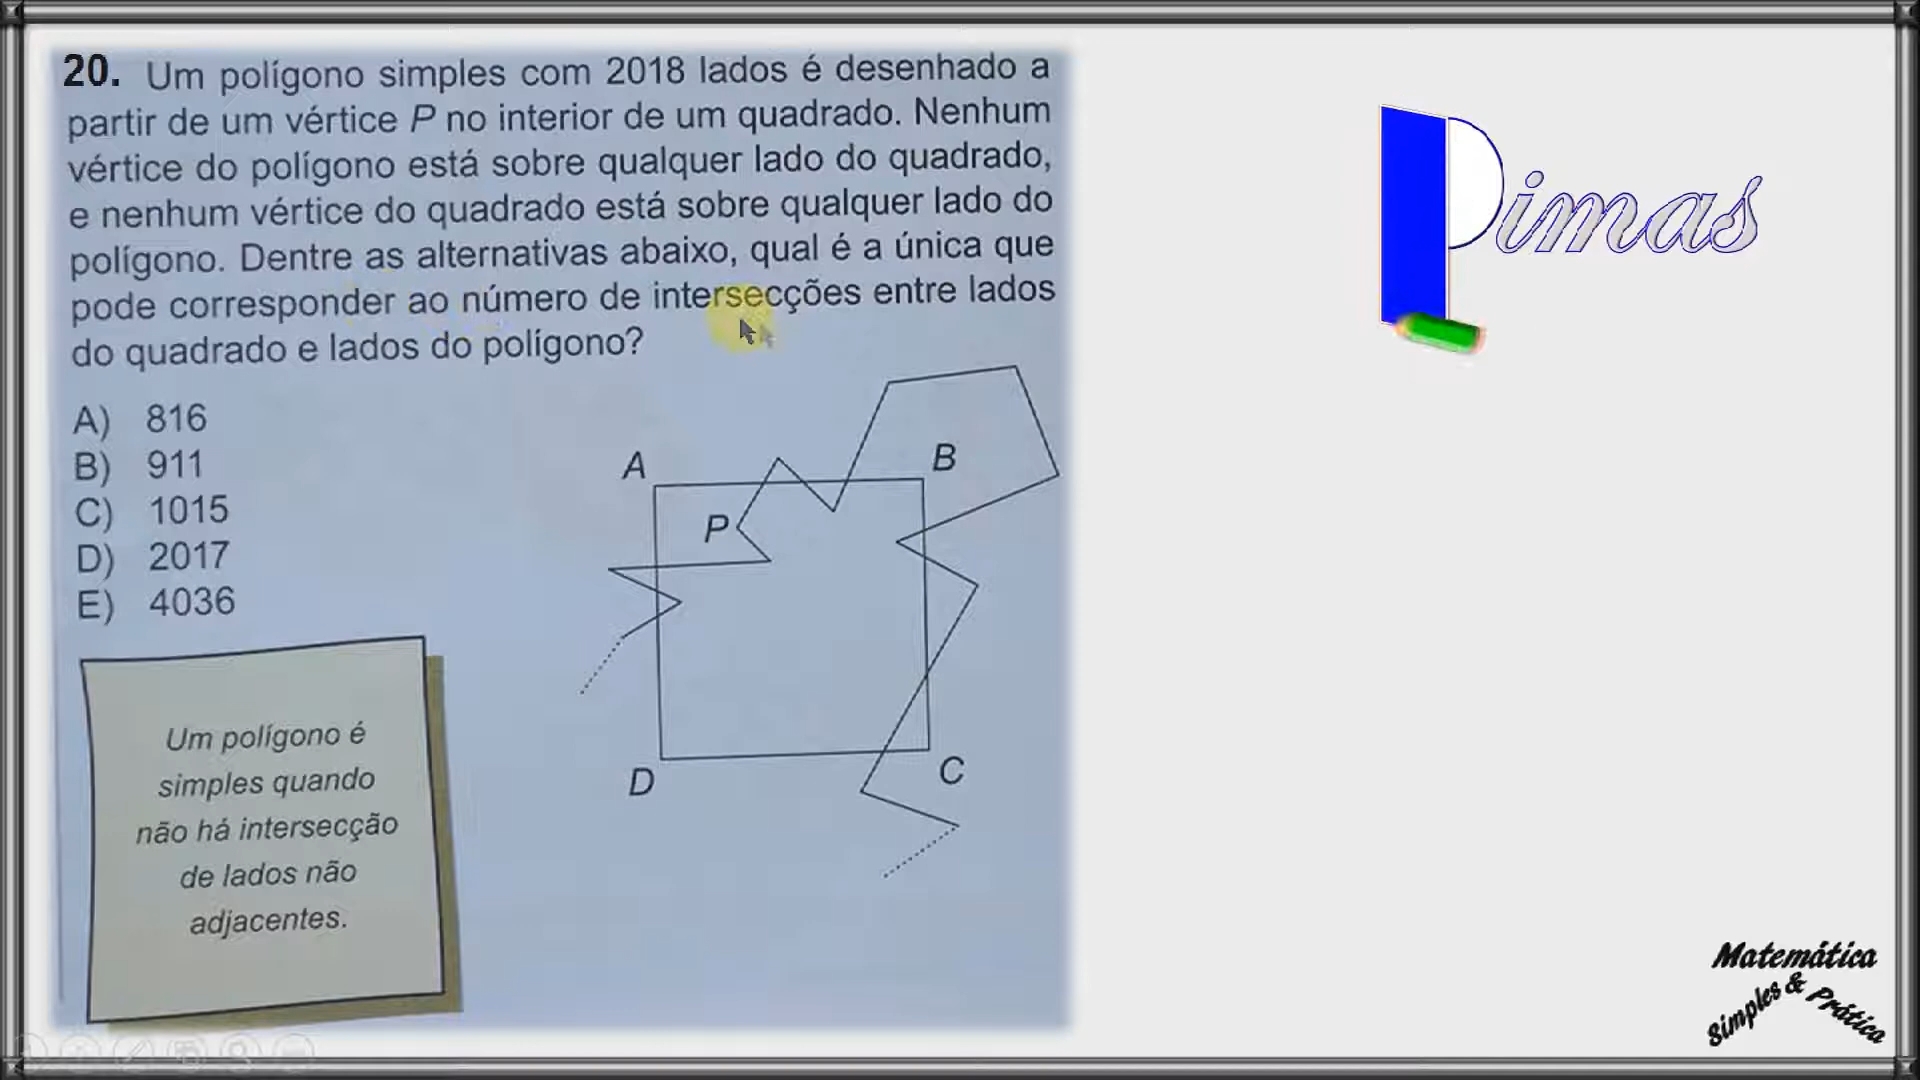 20. Um polígono simples com 2018 lados é desenhado a
partir de um vértice P no interior de um quadrado. Nenhum
vértice do polígono está sobre qualquer lado do quadrado,
e nenhum vértice do quadrado está sobre qualquer lado do
polígono. Dentre as alternativas abaixo, qual é a única que
pode corresponder ao número de intersecções entre lados
do quadrado e lados do polígono?
A) 816
B) 911
C) 1015
D) 2017
E) 4036
A
B
P
D
C
Um polígono é
simples quando
não há intersecção
de lados não
adjacentes.
Pimas
Matemática
Simples & Prática